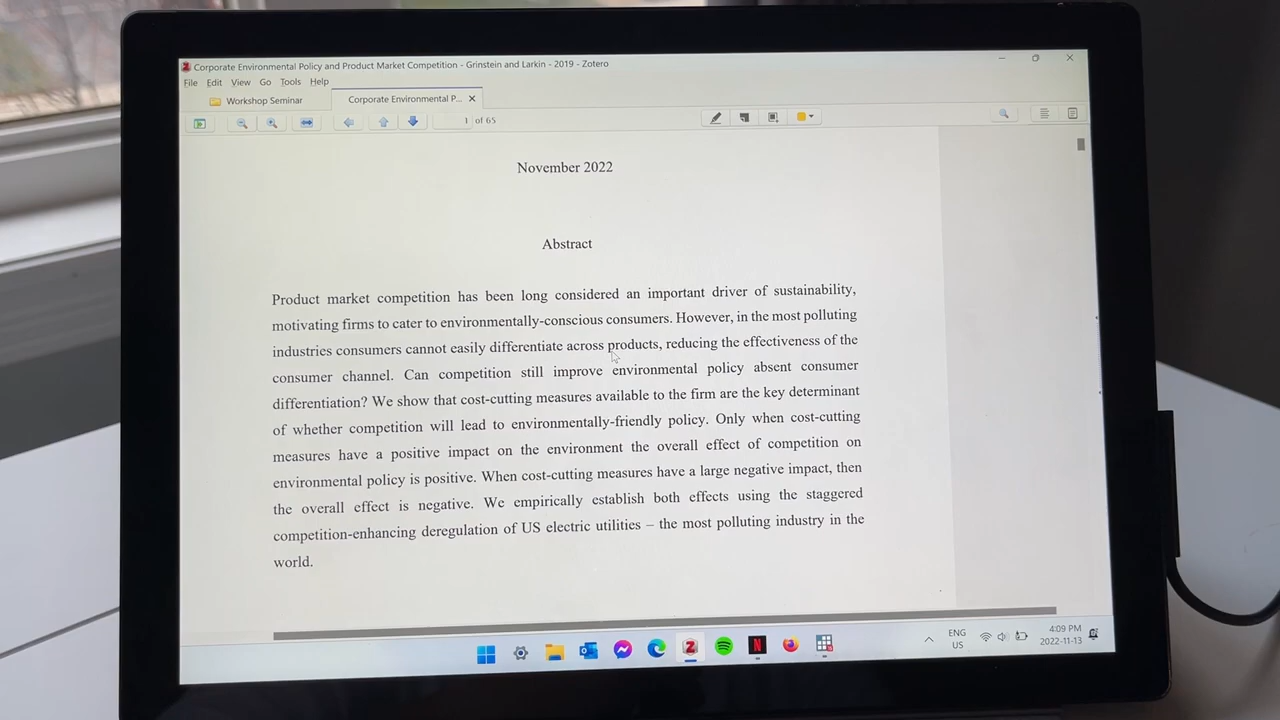 Corporate Environmental Policy and Product Market Competition - Grinstein and Larkin - 2019 - Zotero
File Edit View Go Tools Help
Workshop Seminar
Corporate Environmental P...
1 of 65
November 2022
Abstract
Product market competition has been long considered an important driver of sustainability,
motivating firms to cater to environmentally-conscious consumers. However, in the most polluting
industries consumers cannot easily differentiate across products, reducing the effectiveness of the
consumer channel. Can competition still improve environmental policy absent consumer
differentiation? We show that cost-cutting measures available to the firm are the key determinant
of whether competition will lead to environmentally-friendly policy. Only when cost-cutting
measures have a positive impact on the environment the overall effect of competition on
environmental policy is positive. When cost-cutting measures have a large negative impact, then
the overall effect is negative. We empirically establish both effects using the staggered
competition-enhancing deregulation of US electric utilities – the most polluting industry in the
world.
ENG
US
4:09 PM
2022-11-13